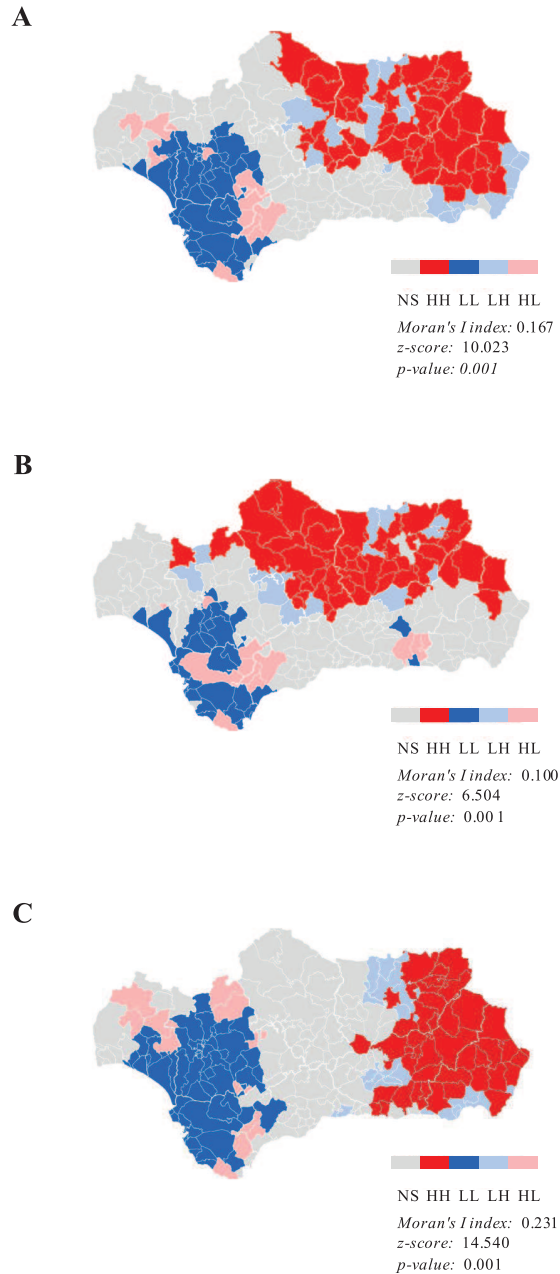 A
NS HH LL LH HL
Moran's I index: 0.167
z-score: 10.023
p-value: 0.001
B
NS HH LL LH HL
Moran's I index: 0.100
z-score: 6.504
p-value: 0.001
C
NS HH LL LH HL
Moran's I index: 0.231
z-score: 14.540
p-value: 0.001